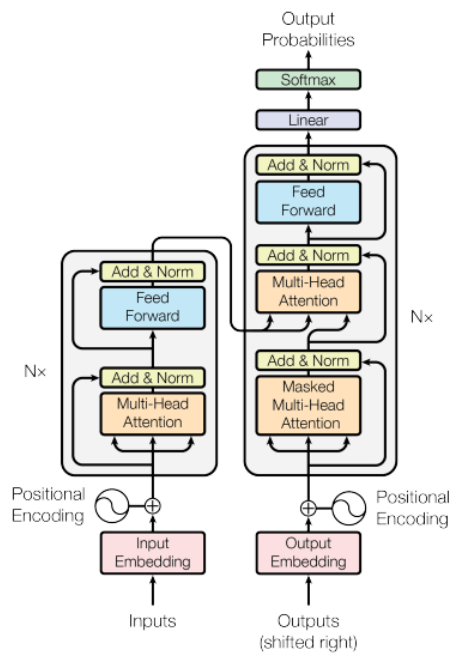 Output
Probabilities
Softmax
Linear
Add & Norm
Feed
Forward
Add & Norm
Multi-Head
Attention
Add & Norm
Masked
Multi-Head
Attention
N×
Add & Norm
Feed
Forward
Add & Norm
Multi-Head
Attention
N×
Positional
Encoding
Positional
Encoding
Input
Embedding
Output
Embedding
Inputs
Outputs
(shifted right)